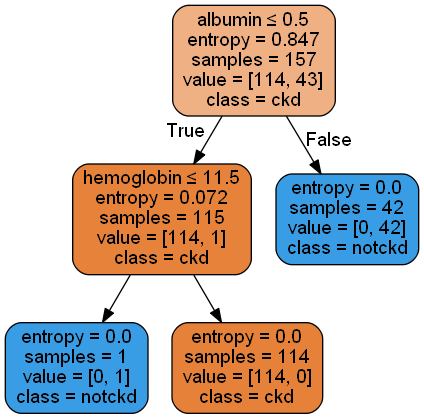 albumin ≤ 0.5
entropy = 0.847
samples = 157
value = [114, 43]
class = ckd
True
False
hemoglobin ≤ 11.5
entropy = 0.072
samples = 115
value = [114, 1]
class = ckd
entropy = 0.0
samples = 42
value = [0, 42]
class = notckd
entropy = 0.0
samples = 1
value = [0, 1]
class = notckd
entropy = 0.0
samples = 114
value = [114, 0]
class = ckd